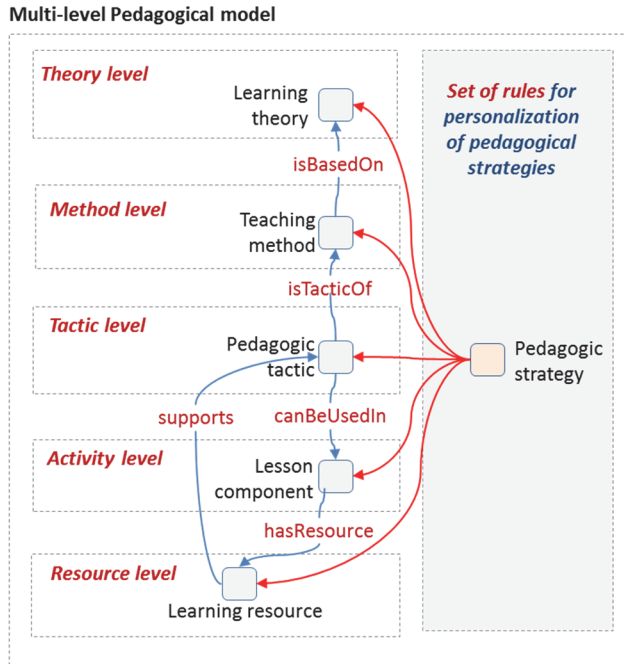 Multi-level Pedagogical model
Theory level
Learning
theory
isBasedOn
Method level
Teaching
method
isTacticOf
Tactic level
Pedagogic
tactic
supports
canBeUsedIn
Activity level
Lesson
component
hasResource
Resource level
Learning resource
Set of rules for
personalization
of pedagogical
strategies
Pedagogic
strategy